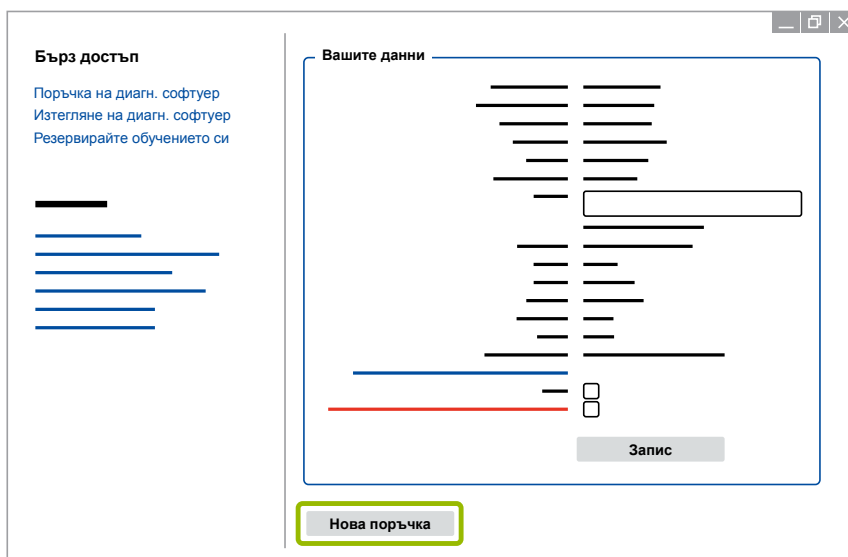 Бърз достъп
Поръчка на диагн. софтуер
Изтегляне на диагн. софтуер
Резервирайте обучението си
Вашите данни
Запис
Нова поръчка